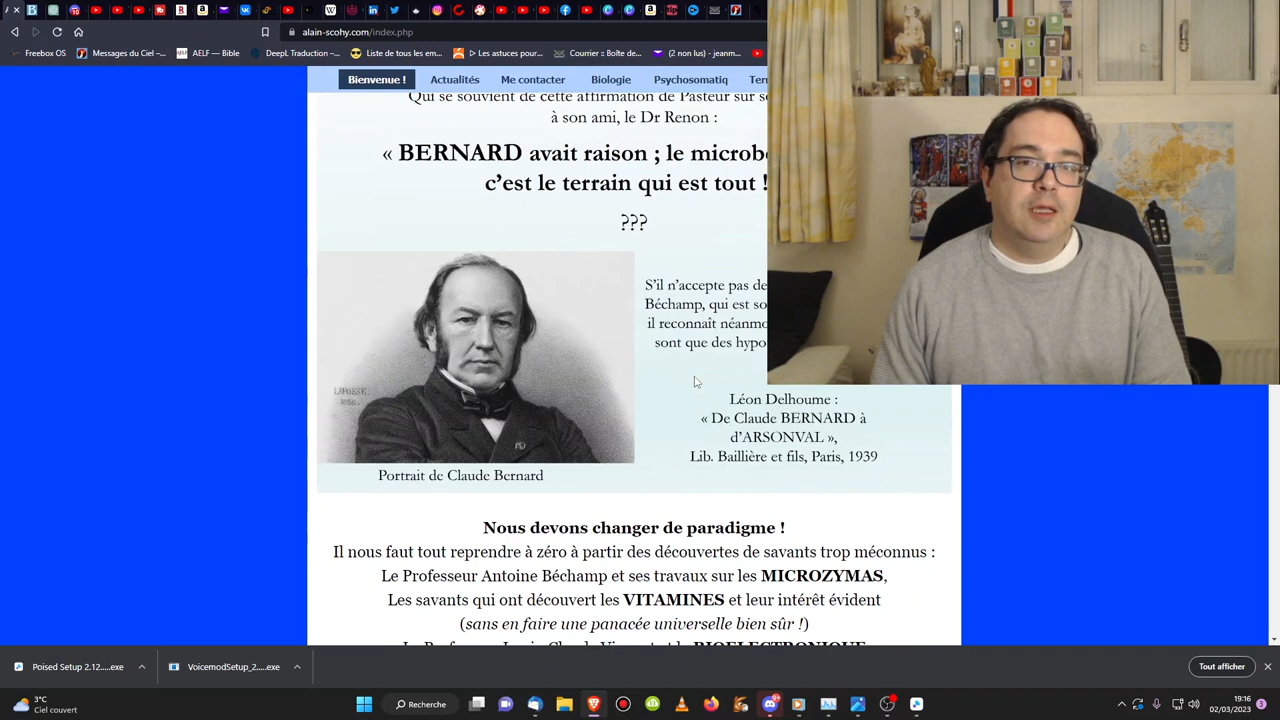 alain-scohy.com/index.php
Freebox OS
Messages du Ciel –...
AELF — Bible
DeepL Traduction –...
Liste de tous les em...
ᐅ Les astuces pour...
Courrier :: Boîte de...
(2 non lus) - jeanm...
Bienvenue !
Actualités
Me contacter
Biologie
Psychosomatiq
Terr
Qui se souvient de cette affirmation de Pasteur sur
à son ami, le Dr Renon :
« BERNARD avait raison ; le microb
c’est le terrain qui est tout !
???
S’il n’accepte pas de
Béchamp, qui est so
il reconnaît néanmo
sont que des hypo
LAPOSSE
Léon Delhoume :
« De Claude BERNARD à
d’ARSONVAL »,
Lib. Baillière et fils, Paris, 1939
Portrait de Claude Bernard
Nous devons changer de paradigme !
Il nous faut tout reprendre à zéro à partir des découvertes de savants trop méconnus :
Le Professeur Antoine Béchamp et ses travaux sur les MICROZYMAS,
Les savants qui ont découvert les VITAMINES et leur intérêt évident
(sans en faire une panacée universelle bien sûr !)
Poised Setup 2.12.....exe
VoicemodSetup_2.....exe
Tout afficher
3°C
Ciel couvert
Recherche
19:16
02/03/2023